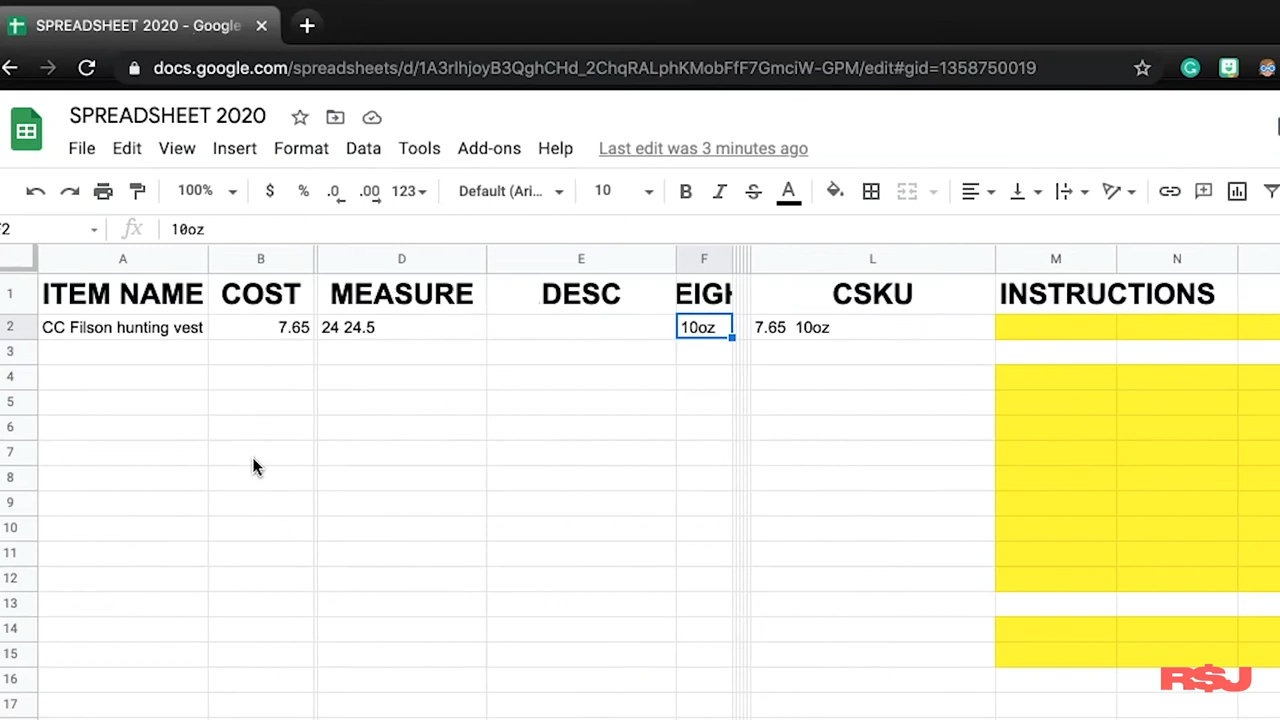 SPREADSHEET 2020 - Google
docs.google.com/spreadsheets/d/1A3rlhjoyB3QghCHd_2ChqRALphKMobFfF7GmciW-GPM/edit#gid=1358750019
SPREADSHEET 2020
File Edit View Insert Format Data Tools Add-ons Help Last edit was 3 minutes ago
100% $ % .0 .00 123 Default (Ari... 10 B I S A
F2 fx 10oz
A B D E F L M N
1 ITEM NAME COST MEASURE DESC EIGH CSKU INSTRUCTIONS
2 CC Filson hunting vest 7.65 24 24.5 10oz 7.65 10oz
3
4
5
6
7
8
9
10
11
12
13
14
15
16
17
R$J